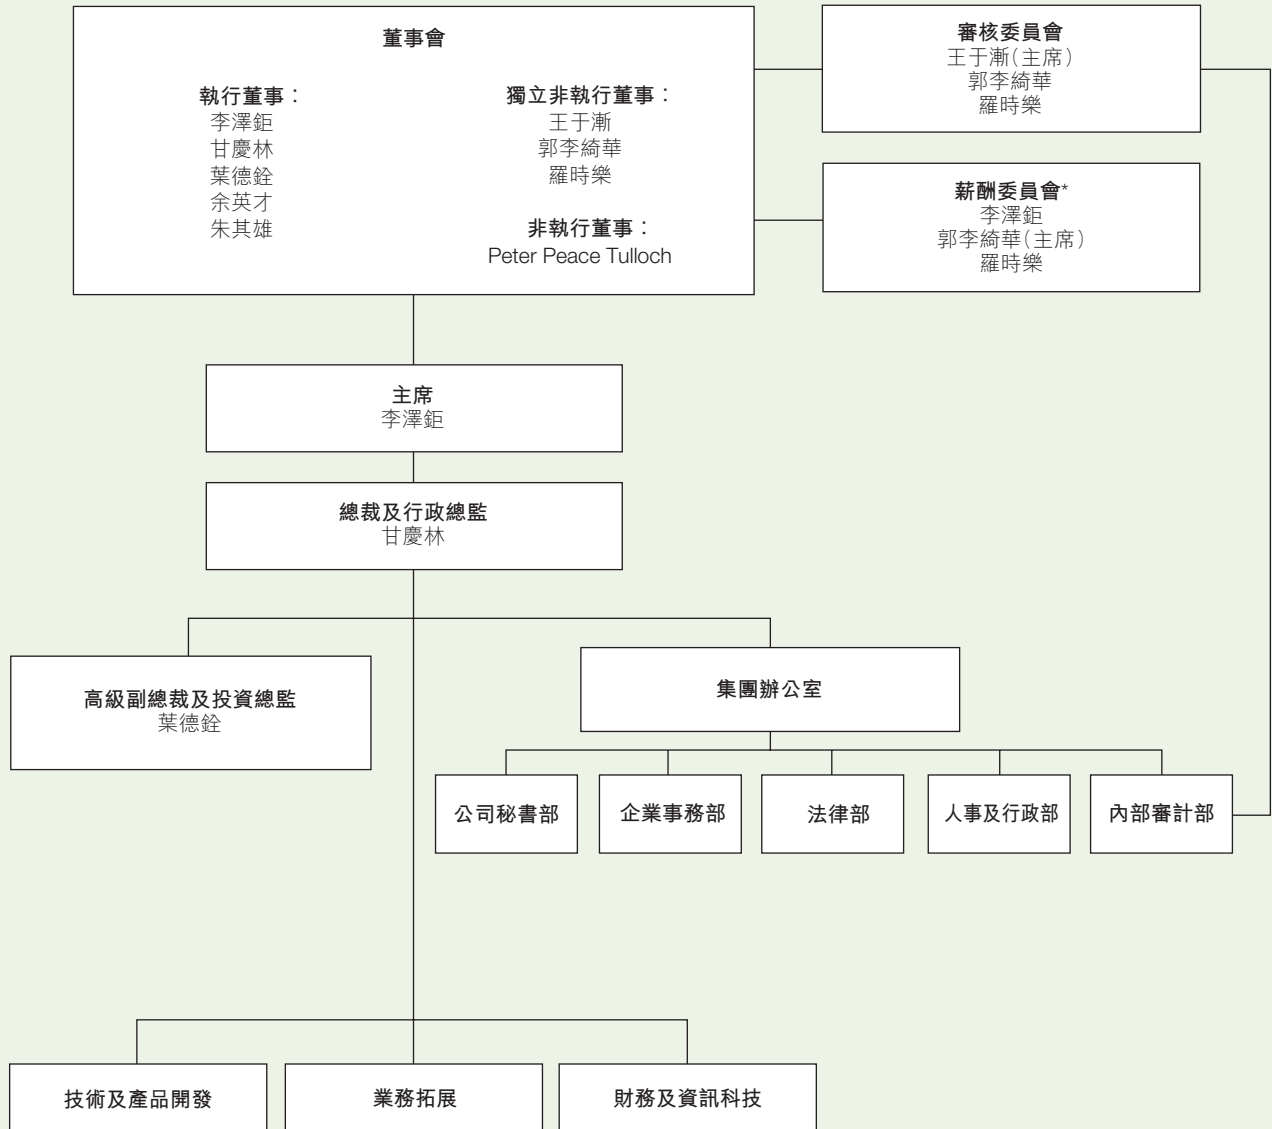 董事會
執行董事：
李澤鉅
甘慶林
葉德銓
余英才
朱其雄
獨立非執行董事：
王于漸
郭李綺華
羅時樂
非執行董事：
Peter Peace Tulloch
審核委員會
王于漸（主席）
郭李綺華
羅時樂
薪酬委員會*
李澤鉅
郭李綺華（主席）
羅時樂
主席
李澤鉅
總裁及行政總監
甘慶林
高級副總裁及投資總監
葉德銓
集團辦公室
公司秘書部
企業事務部
法律部
人事及行政部
內部審計部
技術及產品開發
業務拓展
財務及資訊科技